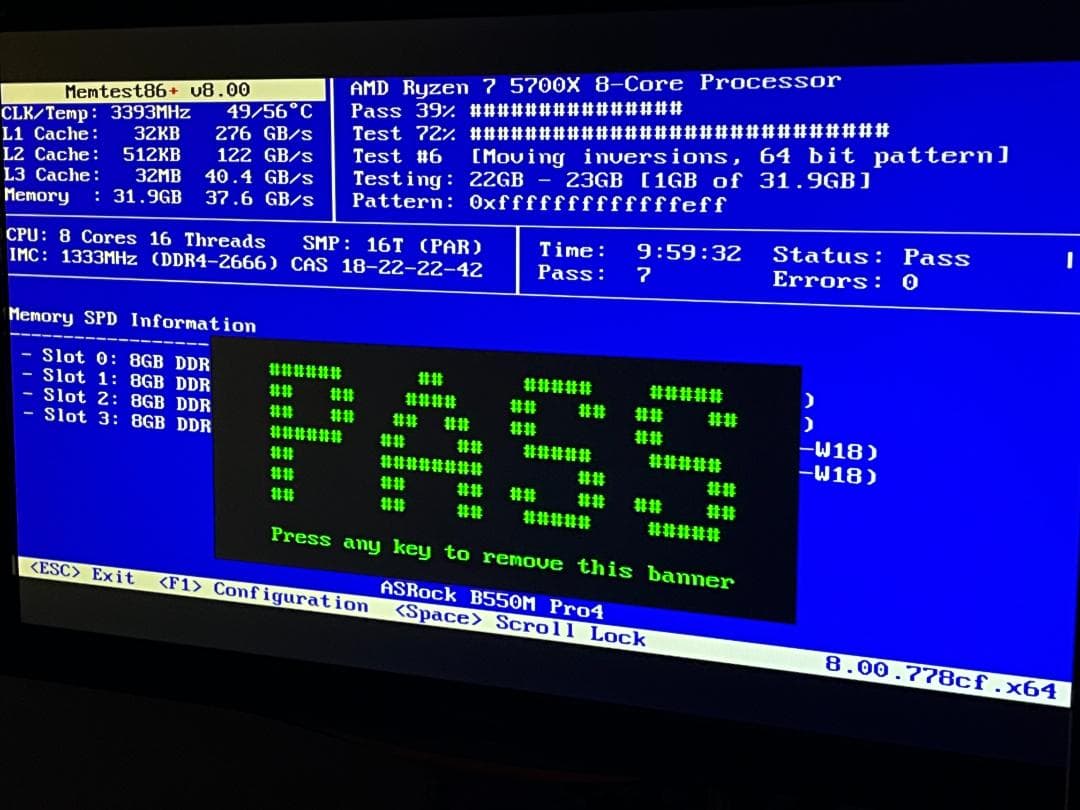 Memtest86+ v8.00
CLK/Temp: 3393MHz 49/56°C
L1 Cache: 32KB 276 GB/s
L2 Cache: 512KB 122 GB/s
L3 Cache: 32MB 40.4 GB/s
Memory : 31.9GB 37.6 GB/s
AMD Ryzen 7 5700X 8-Core Processor
Pass 39% ################
Test 72% ############################
Test #6 [Moving inversions, 64 bit pattern]
Testing: 22GB - 23GB [1GB of 31.9GB]
Pattern: 0xfffffffffffffeff
CPU: 8 Cores 16 Threads SMP: 16T (PAR)
IMC: 1333MHz (DDR4-2666) CAS 18-22-22-42
Time: 9:59:32 Status: Pass
Pass: 7 Errors: 0
Memory SPD Information
- Slot 0: 8GB DDR )
- Slot 1: 8GB DDR )
- Slot 2: 8GB DDR -W18)
- Slot 3: 8GB DDR -W18)
PASS
Press any key to remove this banner
ASRock B550M Pro4
<ESC> Exit <F1> Configuration <Space> Scroll Lock
8.00.778cf.x64